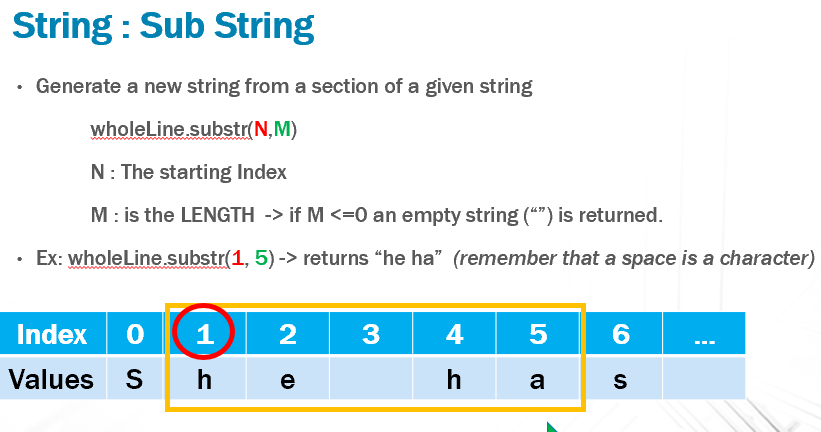 String : Sub String
• Generate a new string from a section of a given string
wholeLine.substr(N,M)
N : The starting Index
M : is the LENGTH -> if M <=0 an empty string (“”) is returned.
• Ex: wholeLine.substr(1, 5) -> returns “he ha” (remember that a space is a character)
Index 0 1 2 3 4 5 6 ...
Values S h e h a s